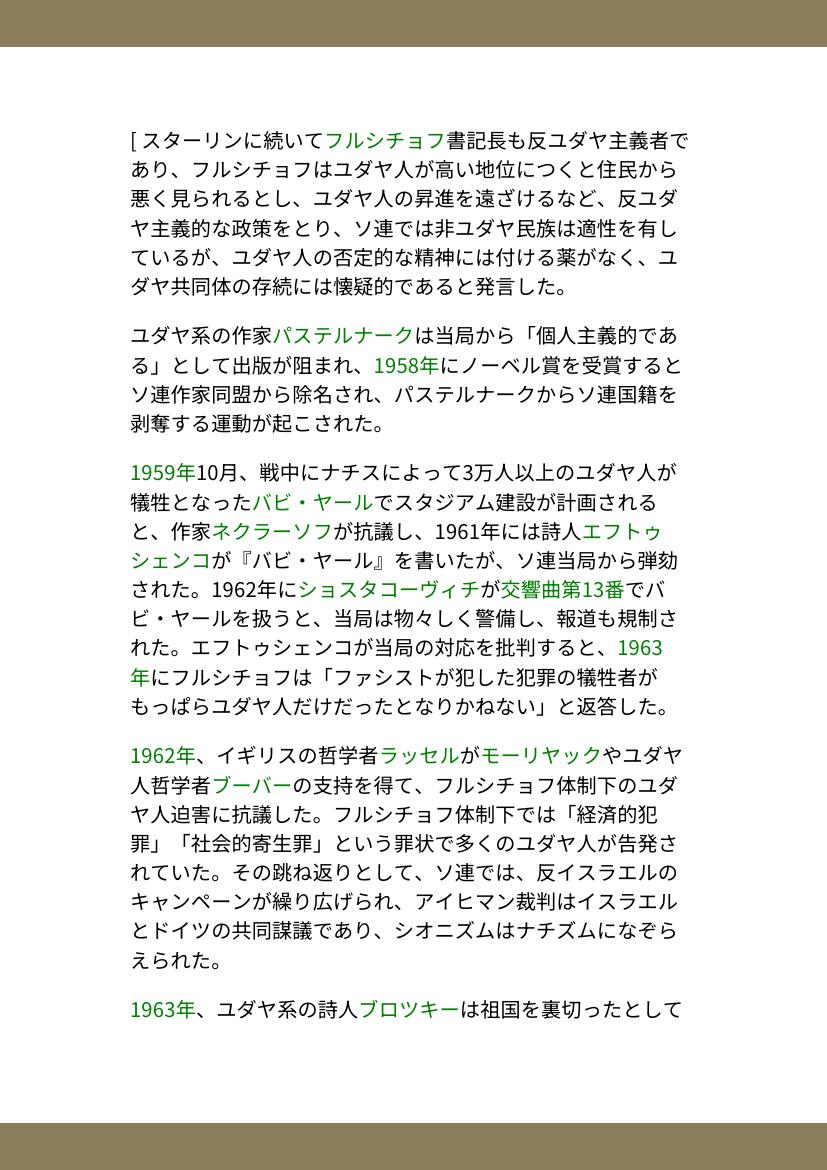 [ スターリンに続いてフルシチョフ書記長も反ユダヤ主義者で
あり、フルシチョフはユダヤ人が高い地位につくと住民から
悪く見られるとし、ユダヤ人の昇進を遠ざけるなど、反ユダ
ヤ主義的な政策をとり、ソ連では非ユダヤ民族は適性を有し
ているが、ユダヤ人の否定的な精神には付ける薬がなく、ユ
ダヤ共同体の存続には懐疑的であると発言した。
ユダヤ系の作家パステルナークは当局から「個人主義的であ
る」として出版が阻まれ、1958年にノーベル賞を受賞すると
ソ連作家同盟から除名され、パステルナークからソ連国籍を
剥奪する運動が起こされた。
1959年10月、戦中にナチスによって3万人以上のユダヤ人が
犠牲となったバビ・ヤールでスタジアム建設が計画される
と、作家ネクラーソフが抗議し、1961年には詩人エフトゥ
シェンコが『バビ・ヤール』を書いたが、ソ連当局から弾劾
された。1962年にショスタコーヴィチが交響曲第13番でバ
ビ・ヤールを扱うと、当局は物々しく警備し、報道も規制さ
れた。エフトゥシェンコが当局の対応を批判すると、1963
年にフルシチョフは「ファシストが犯した犯罪の犠牲者が
もっぱらユダヤ人だけだったとなりかねない」と返答した。
1962年、イギリスの哲学者ラッセルがモーリヤックやユダヤ
人哲学者ブーバーの支持を得て、フルシチョフ体制下のユダ
ヤ人迫害に抗議した。フルシチョフ体制下では「経済的犯
罪」「社会的寄生罪」という罪状で多くのユダヤ人が告発さ
れていた。その跳ね返りとして、ソ連では、反イスラエルの
キャンペーンが繰り広げられ、アイヒマン裁判はイスラエル
とドイツの共同謀議であり、シオニズムはナチズムになぞら
えられた。
1963年、ユダヤ系の詩人ブロツキーは祖国を裏切ったとして